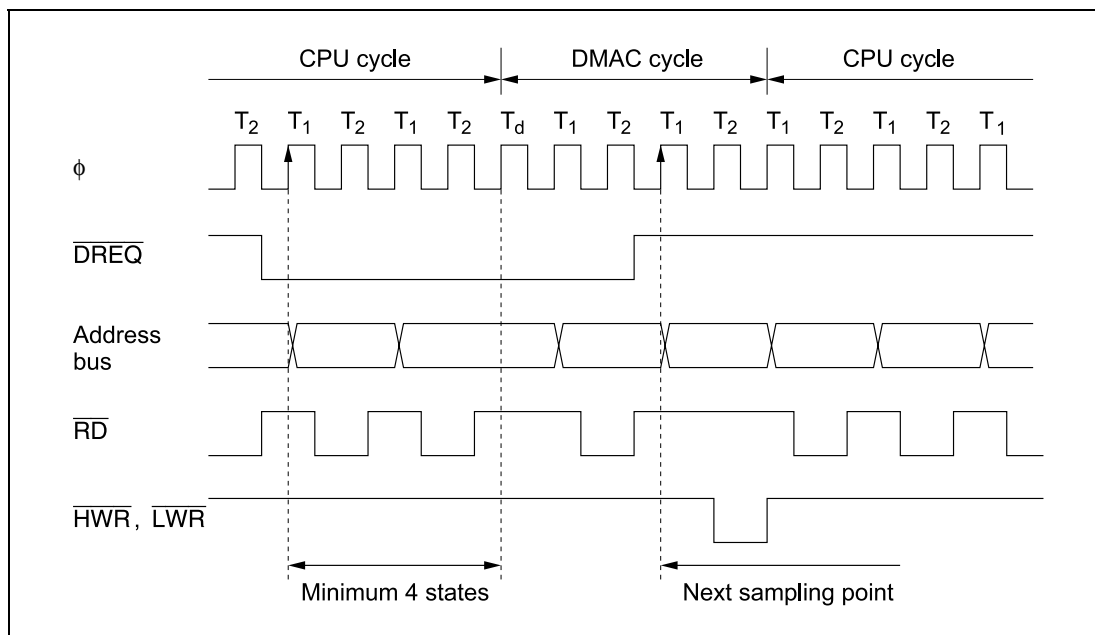 CPU cycle DMAC cycle CPU cycle
T2 T1 T2 T1 T2 Td T1 T2 T1 T2 T1 T2 T1 T2 T1
ϕ
DREQ
Address
bus
RD
HWR, LWR
Minimum 4 states Next sampling point